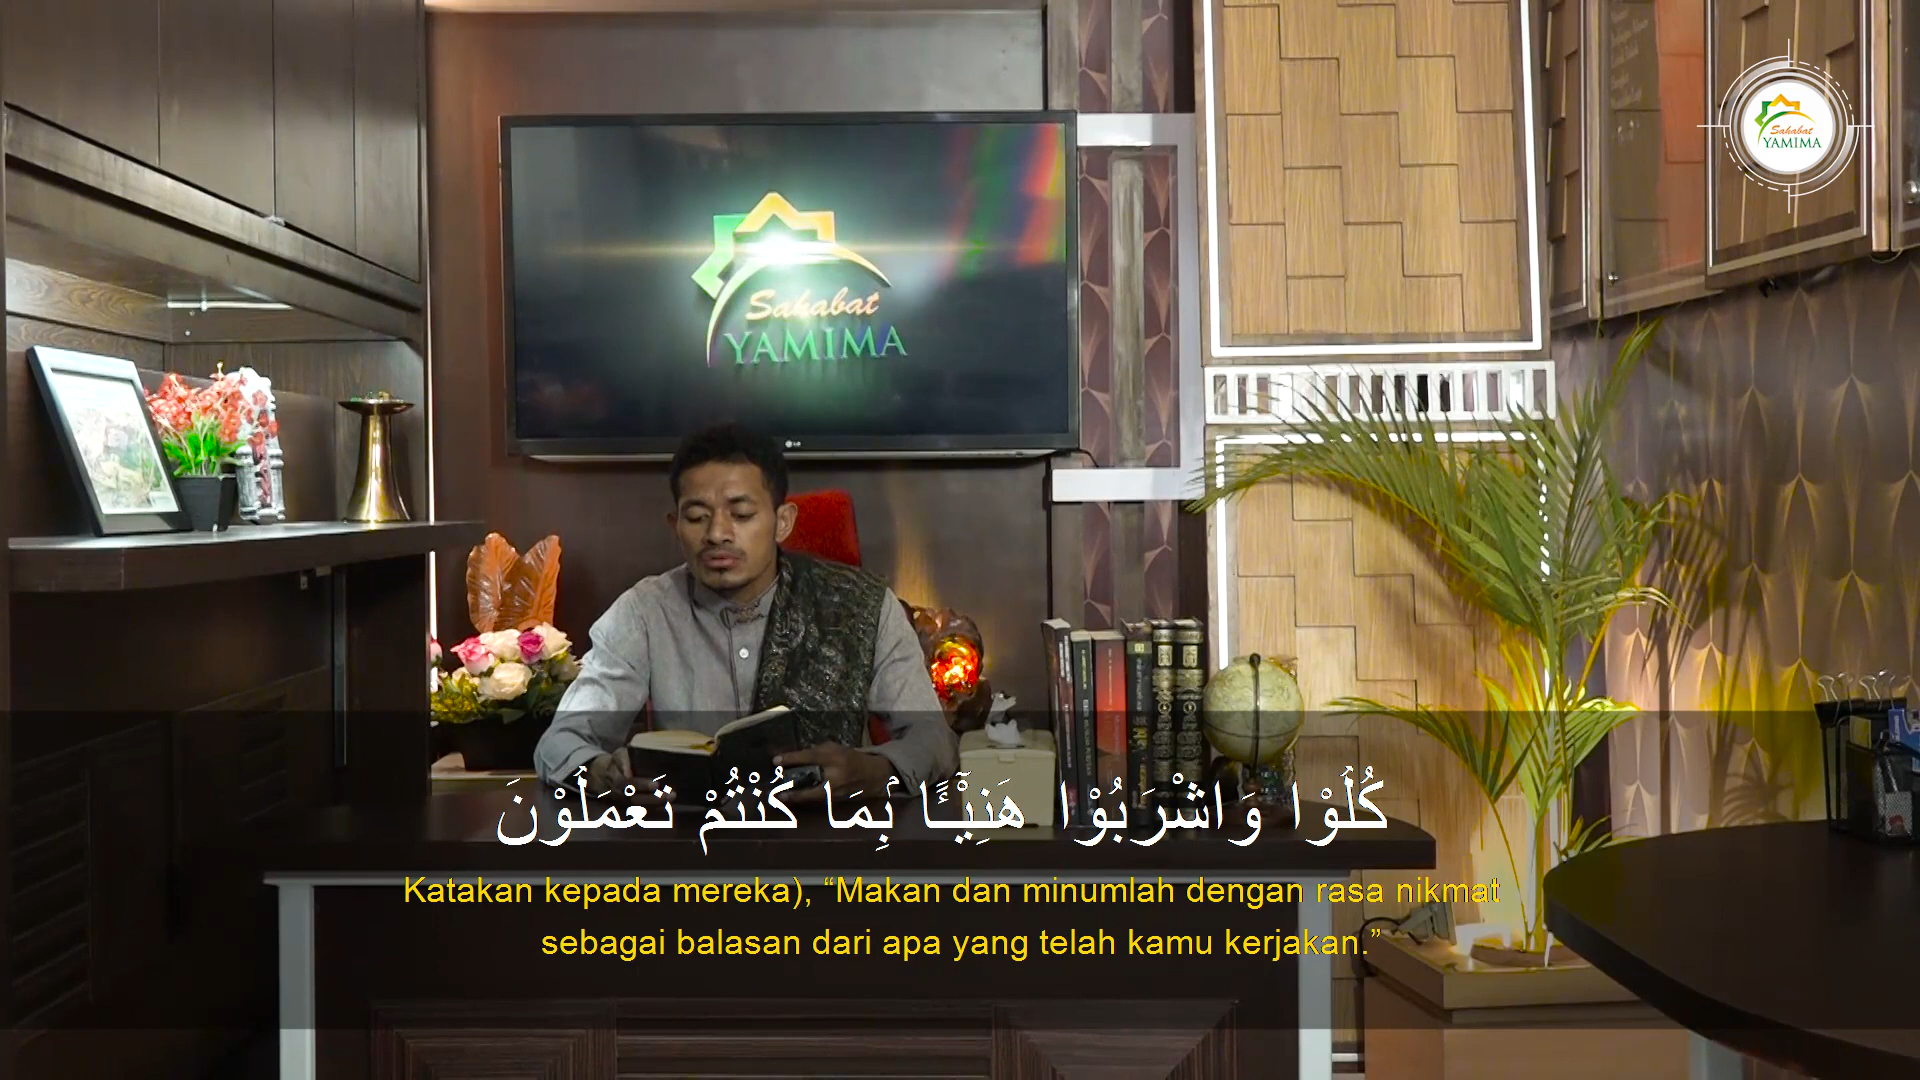 Sahabat
YAMIMA
Sahabat
YAMIMA
LG
كُلُوْا وَاشْرَبُوْا هَنِيْۤـًٔا ۢبِمَا كُنْتُمْ تَعْمَلُوْنَ
Katakan kepada mereka), “Makan dan minumlah dengan rasa nikmat
sebagai balasan dari apa yang telah kamu kerjakan.”